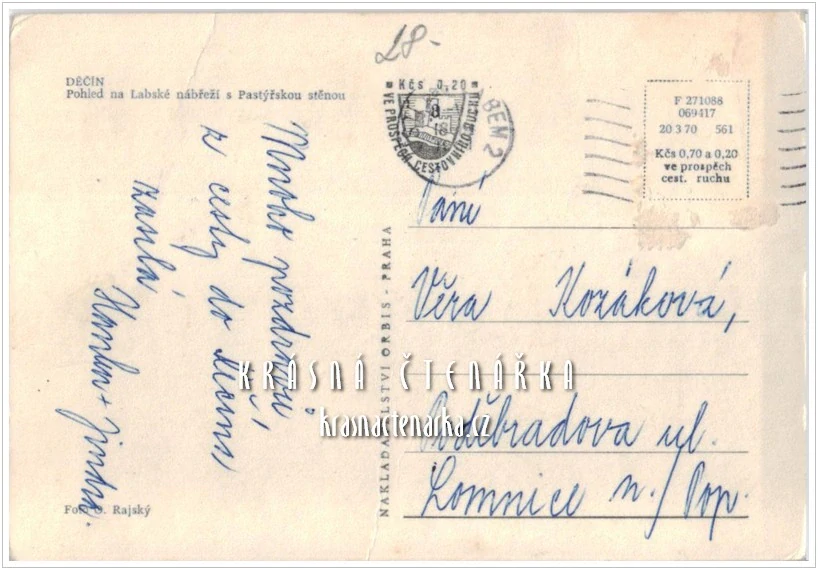 28-
DĚČÍN
Pohled na Labské nábřeží s Pastýřskou stěnou
Kčs 0,20
VE PROSPĚCH CESTOVNÍHO RUCHU
BEM 2
F 271088
069417
20 3 70 561
Kčs 0,70 a 0,20
ve prospěch
cest. ruchu
Mnoho pozdravů
z cesty do Děčína
zasílá
+ Jindra.
NAKLADATELSTVÍ ORBIS - PRAHA
Paní
Věra Kozáková,
Poděbradova ul.
Lomnice n./Pop.
KRÁSNÁ ČTENÁŘKA
krasnactenarka.cz
Foto O. Rajský